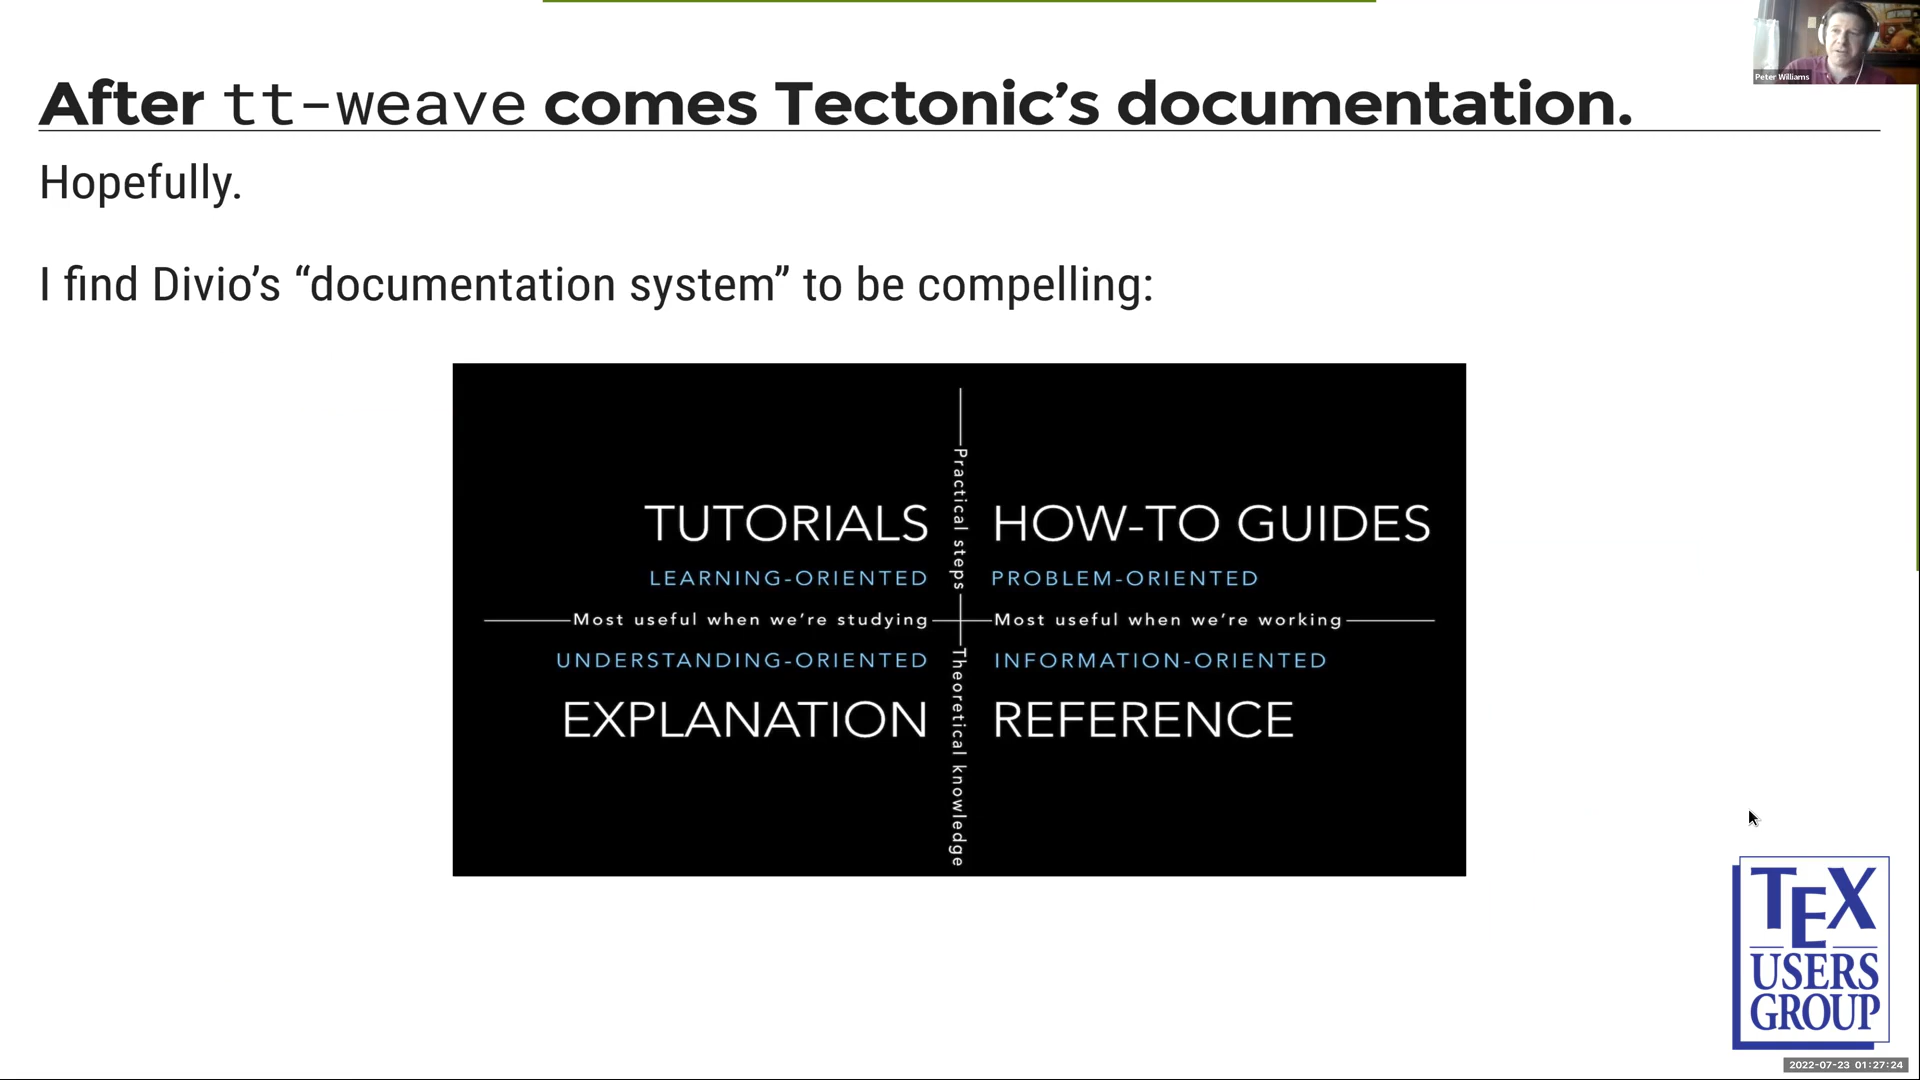 Peter Williams
After tt-weave comes Tectonic’s documentation.
Hopefully.
I find Divio’s “documentation system” to be compelling:
Practical steps
TUTORIALS
HOW-TO GUIDES
LEARNING-ORIENTED
PROBLEM-ORIENTED
Most useful when we’re studying
Most useful when we’re working
UNDERSTANDING-ORIENTED
INFORMATION-ORIENTED
EXPLANATION
REFERENCE
Theoretical knowledge
TEX
USERS
GROUP
2022-07-23 01:27:24